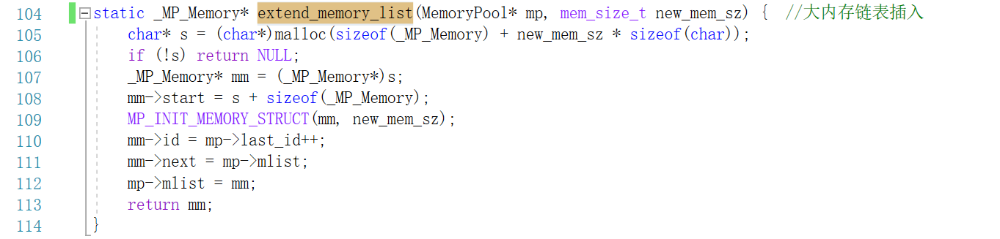 104 static _MP_Memory* extend_memory_list(MemoryPool* mp, mem_size_t new_mem_sz) {  //大内存链表插入
105     char* s = (char*)malloc(sizeof(_MP_Memory) + new_mem_sz * sizeof(char));
106     if (!s) return NULL;
107     _MP_Memory* mm = (_MP_Memory*)s;
108     mm->start = s + sizeof(_MP_Memory);
109     MP_INIT_MEMORY_STRUCT(mm, new_mem_sz);
110     mm->id = mp->last_id++;
111     mm->next = mp->mlist;
112     mp->mlist = mm;
113     return mm;
114 }